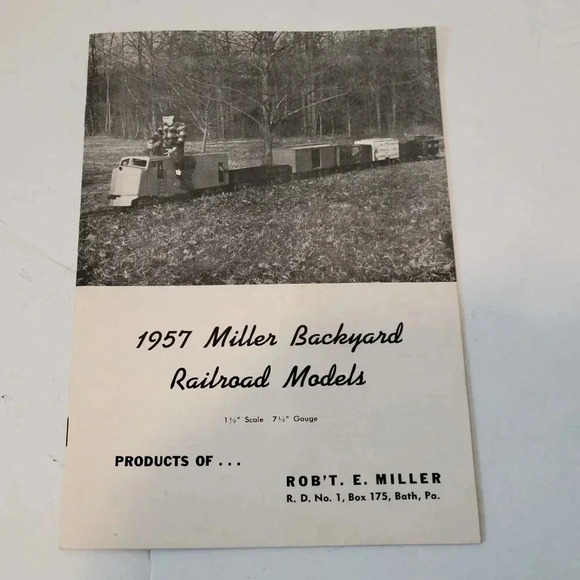 1957 Miller Backyard
Railroad Models
1½" Scale 7½" Gauge
PRODUCTS OF . . .
ROB'T. E. MILLER
R. D. No. 1, Box 175, Bath, Pa.